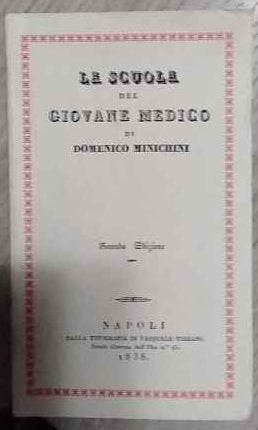 LA SCUOLA
DEL
GIOVANE MEDICO
DI
DOMENICO MINICHINI
Seconda Edizione
NAPOLI
DALLA TIPOGRAFIA DI PASQUALE TIZZANO
1838.